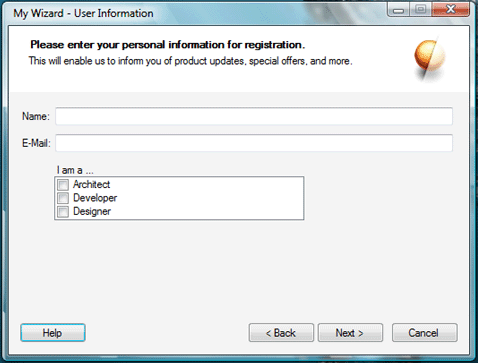 My Wizard - User Information
Please enter your personal information for registration.
This will enable us to inform you of product updates, special offers, and more.
Name:
E-Mail:
I am a ...
Architect
Developer
Designer
Help
< Back
Next >
Cancel